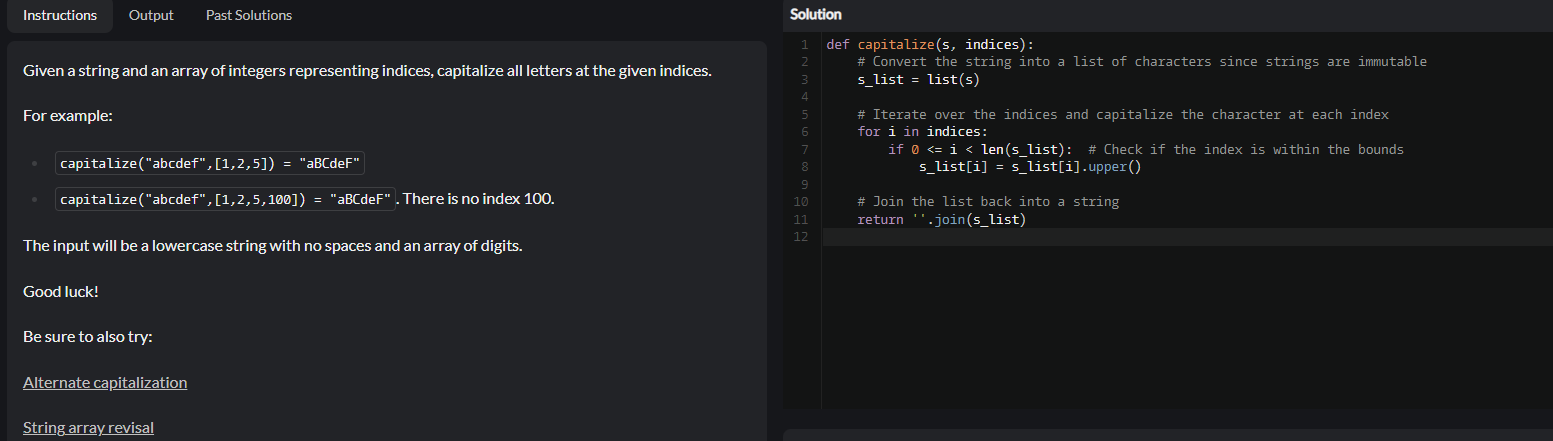 Instructions Output Past Solutions
Given a string and an array of integers representing indices, capitalize all letters at the given indices.
For example:
capitalize("abcdef",[1,2,5]) = "aBCdeF"
capitalize("abcdef",[1,2,5,100]) = "aBCdeF". There is no index 100.
The input will be a lowercase string with no spaces and an array of digits.
Good luck!
Be sure to also try:
Alternate capitalization
String array revisal
Solution
1 def capitalize(s, indices):
2     # Convert the string into a list of characters since strings are immutable
3     s_list = list(s)
4
5     # Iterate over the indices and capitalize the character at each index
6     for i in indices:
7         if 0 <= i < len(s_list):  # Check if the index is within the bounds
8             s_list[i] = s_list[i].upper()
9
10     # Join the list back into a string
11     return ''.join(s_list)
12